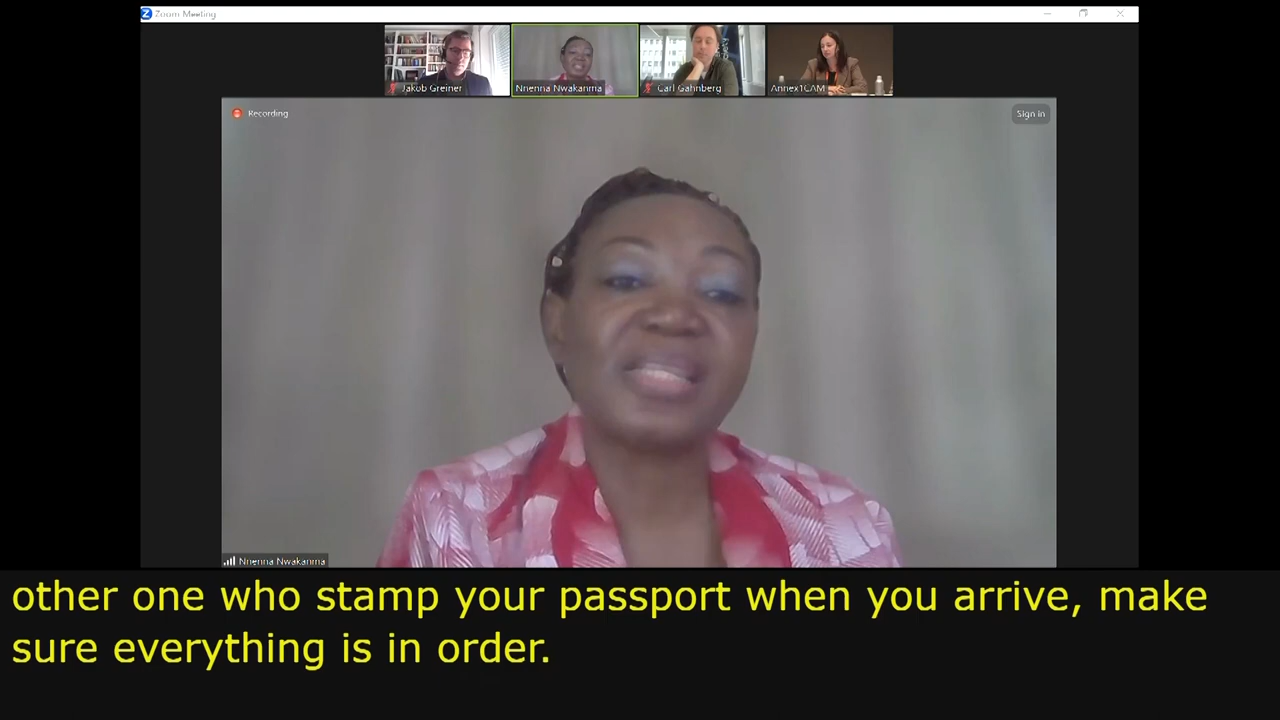 Zoom Meeting
Jakob Greiner
Nnenna Nwakanma
Carl Gahnberg
Annex1CAM
Recording
Sign in
Nnenna Nwakanma
other one who stamp your passport when you arrive, make
sure everything is in order.